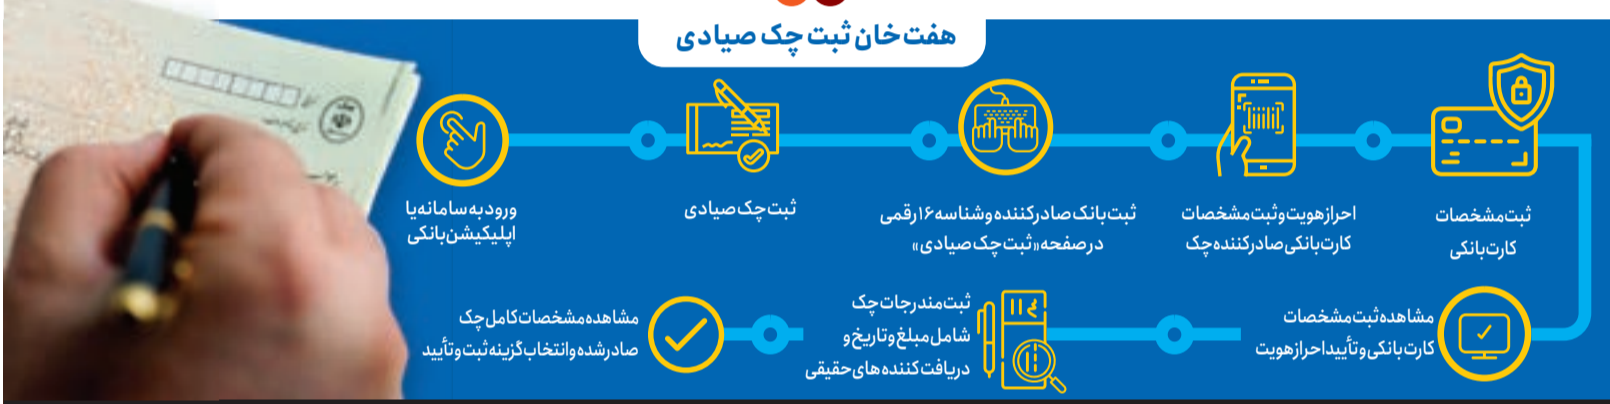 هفت خان ثبت چک صیادی
ورود به سامانه یا
اپلیکیشن بانکی
ثبت چک صیادی
ثبت بانک صادرکننده و شناسه ۱۶ رقمی
در صفحه «ثبت چک صیادی»
احراز هویت و ثبت مشخصات
کارت بانکی صادرکننده چک
ثبت مشخصات
کارت بانکی
مشاهده ثبت مشخصات
کارت بانکی و تأیید احراز هویت
ثبت مندرجات چک
شامل مبلغ و تاریخ و
دریافت کننده های حقیقی
مشاهده مشخصات کامل چک
صادر شده و انتخاب گزینه ثبت و تأیید